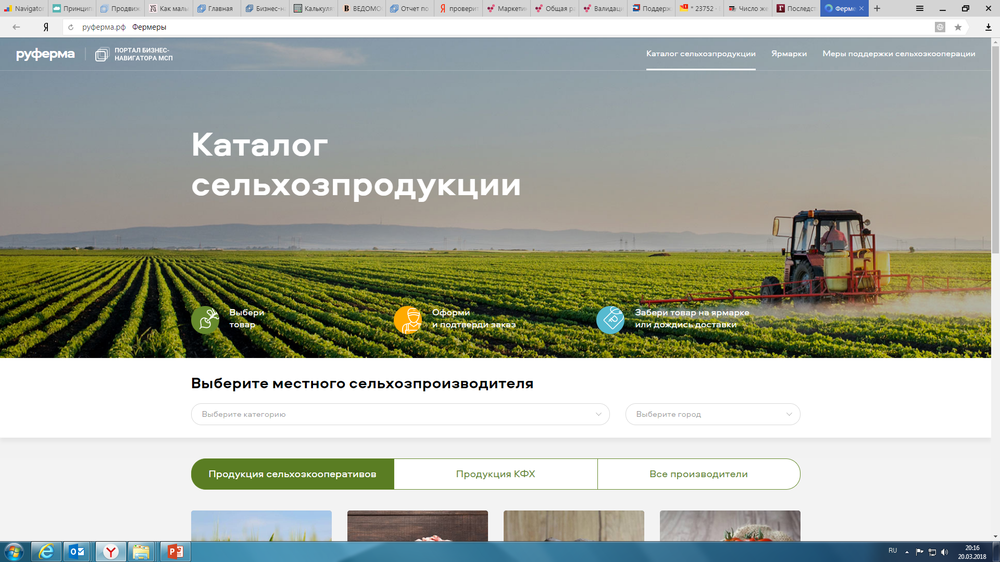 Navigator
Принцип
Продвиж
Как малы
Главная
Бизнес-н
Калькуля
ВЕДОМО
Отчет по
проверит
Маркетин
Общая ра
Валидаци
Поддерж
* 23752 ·
Число же
Последст
Ферме
руферма.рф Фермеры
руферма
ПОРТАЛ БИЗНЕС-
НАВИГАТОРА МСП
Каталог сельхозпродукции
Ярмарки
Меры поддержки сельхозкооперации
Каталог
сельхозпродукции
Выбери
товар
Оформи
и подтверди заказ
Забери товар на ярмарке
или дождись доставки
Выберите местного сельхозпроизводителя
Выберите категорию
Выберите город
Продукция сельхозкооперативов
Продукция КФХ
Все производители
RU
20:16
20.03.2018